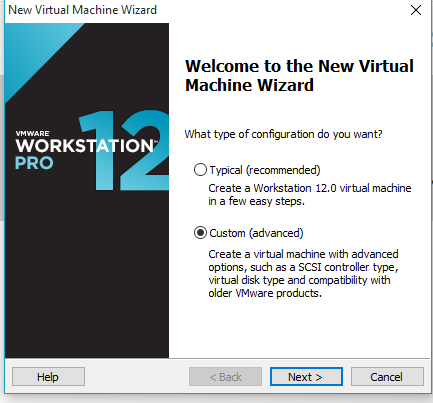 New Virtual Machine Wizard
VMWARE®
WORKSTATION™
PRO
12
Welcome to the New Virtual
Machine Wizard
What type of configuration do you want?
Typical (recommended)
Create a Workstation 12.0 virtual machine
in a few easy steps.
Custom (advanced)
Create a virtual machine with advanced
options, such as a SCSI controller type,
virtual disk type and compatibility with
older VMware products.
Help
< Back
Next >
Cancel